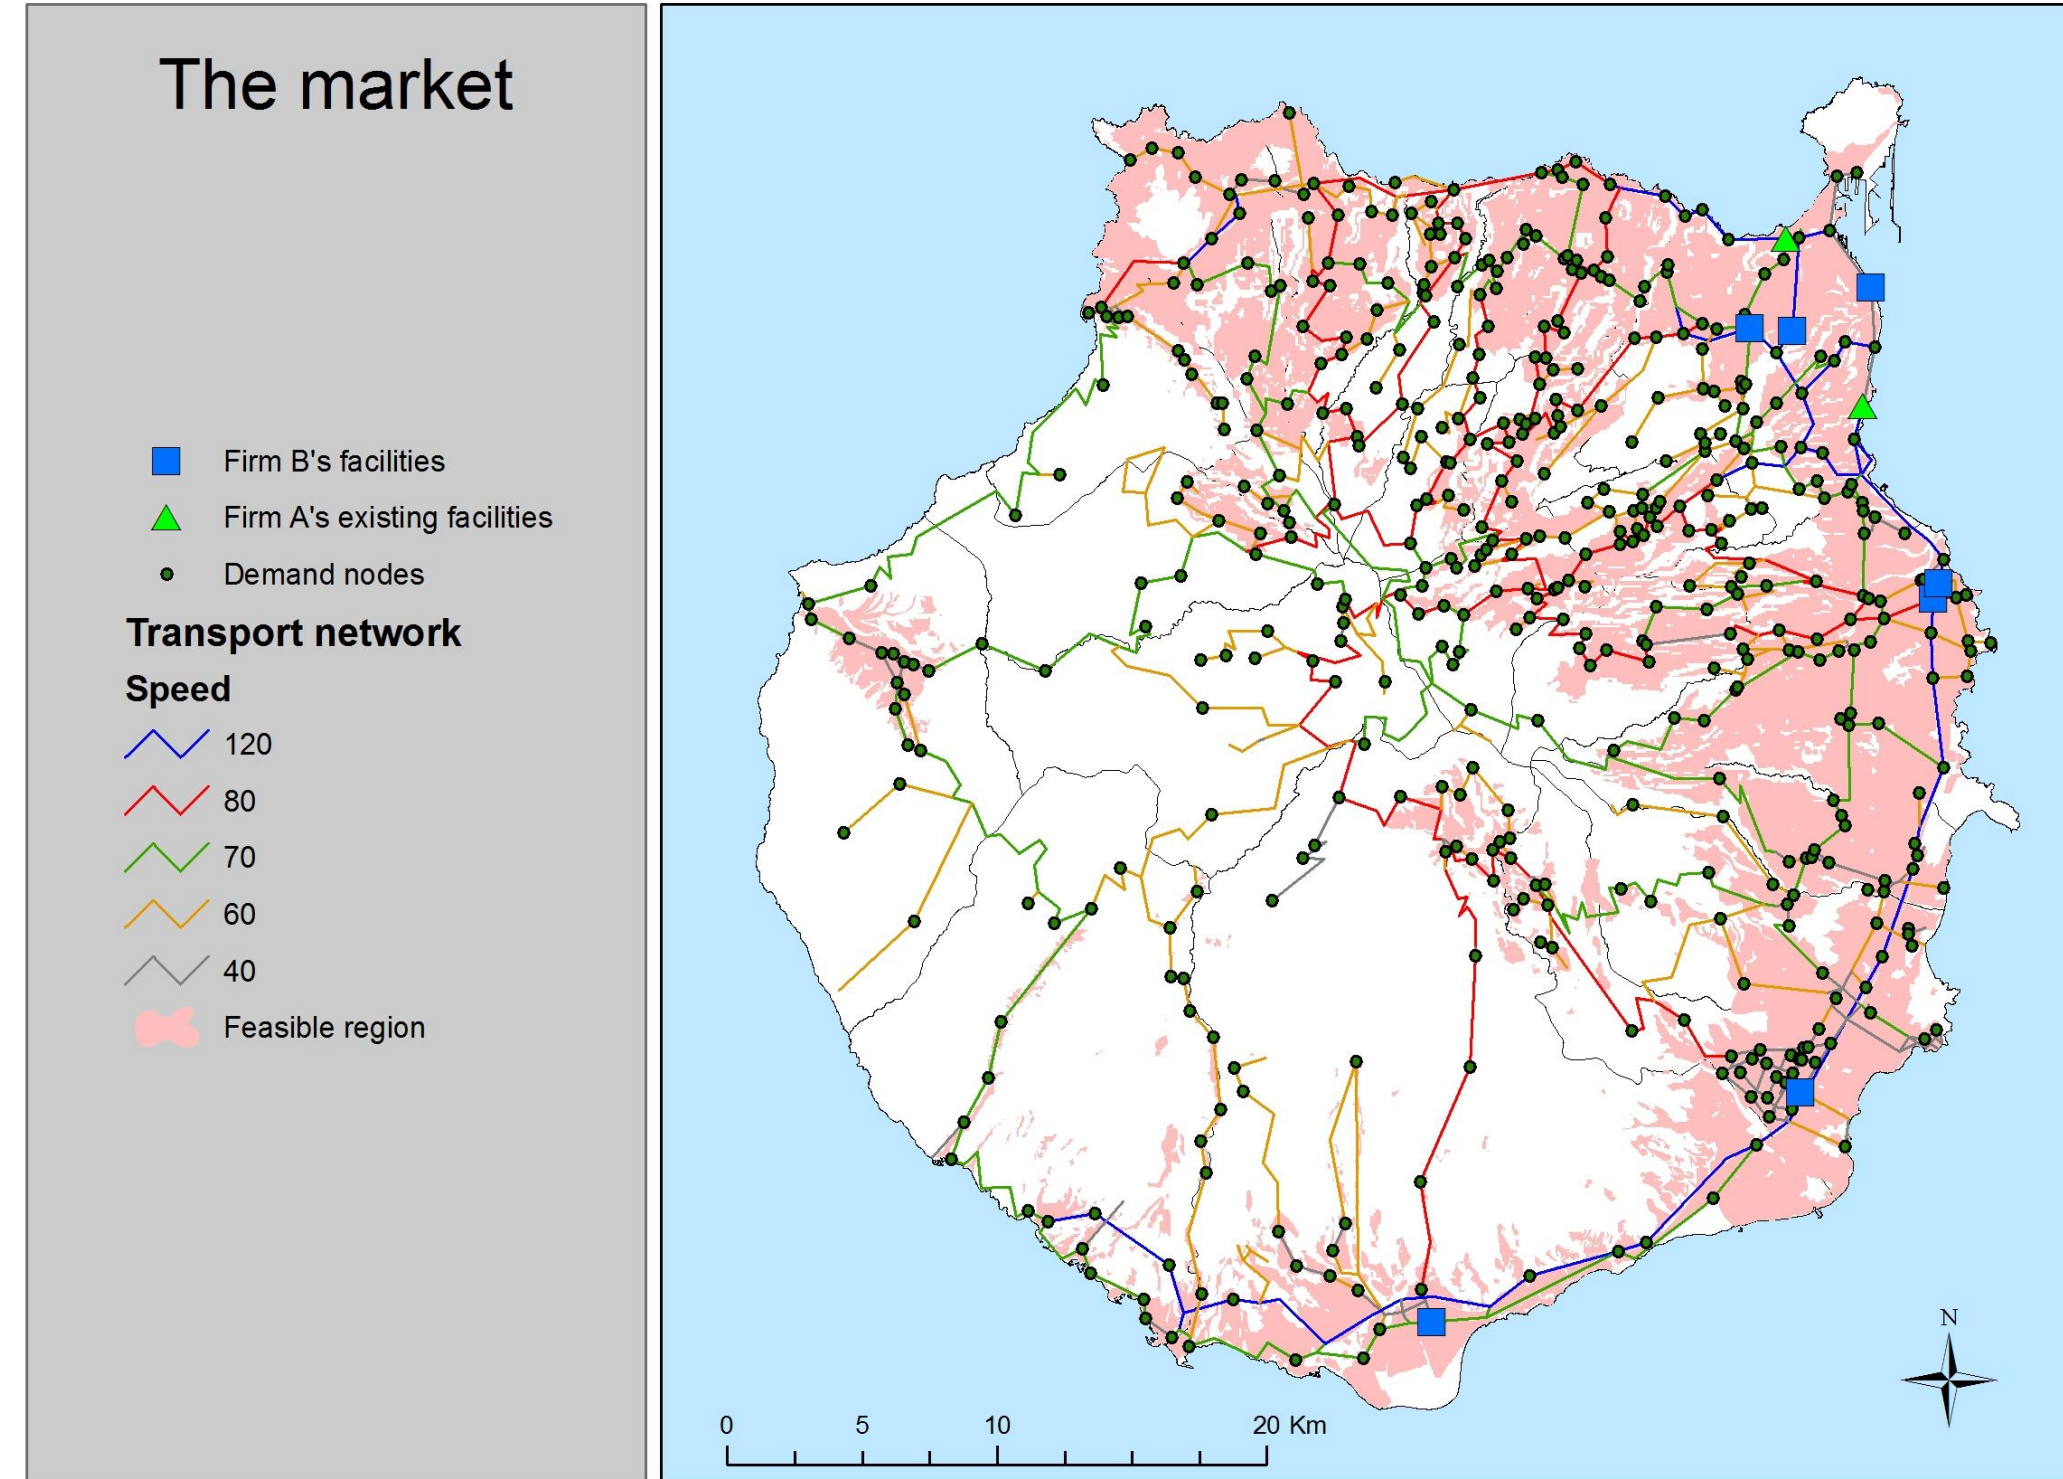 The market
Firm B's facilities
Firm A's existing facilities
Demand nodes
Transport network
Speed
120
80
70
60
40
Feasible region
N
0 5 10 20 Km